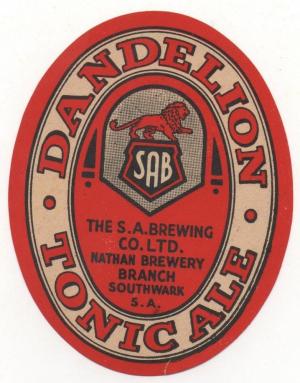 DANDELION
SAB
THE S.A. BREWING
CO. LTD.
NATHAN BREWERY
BRANCH
SOUTHWARK
S.A.
TONIC ALE